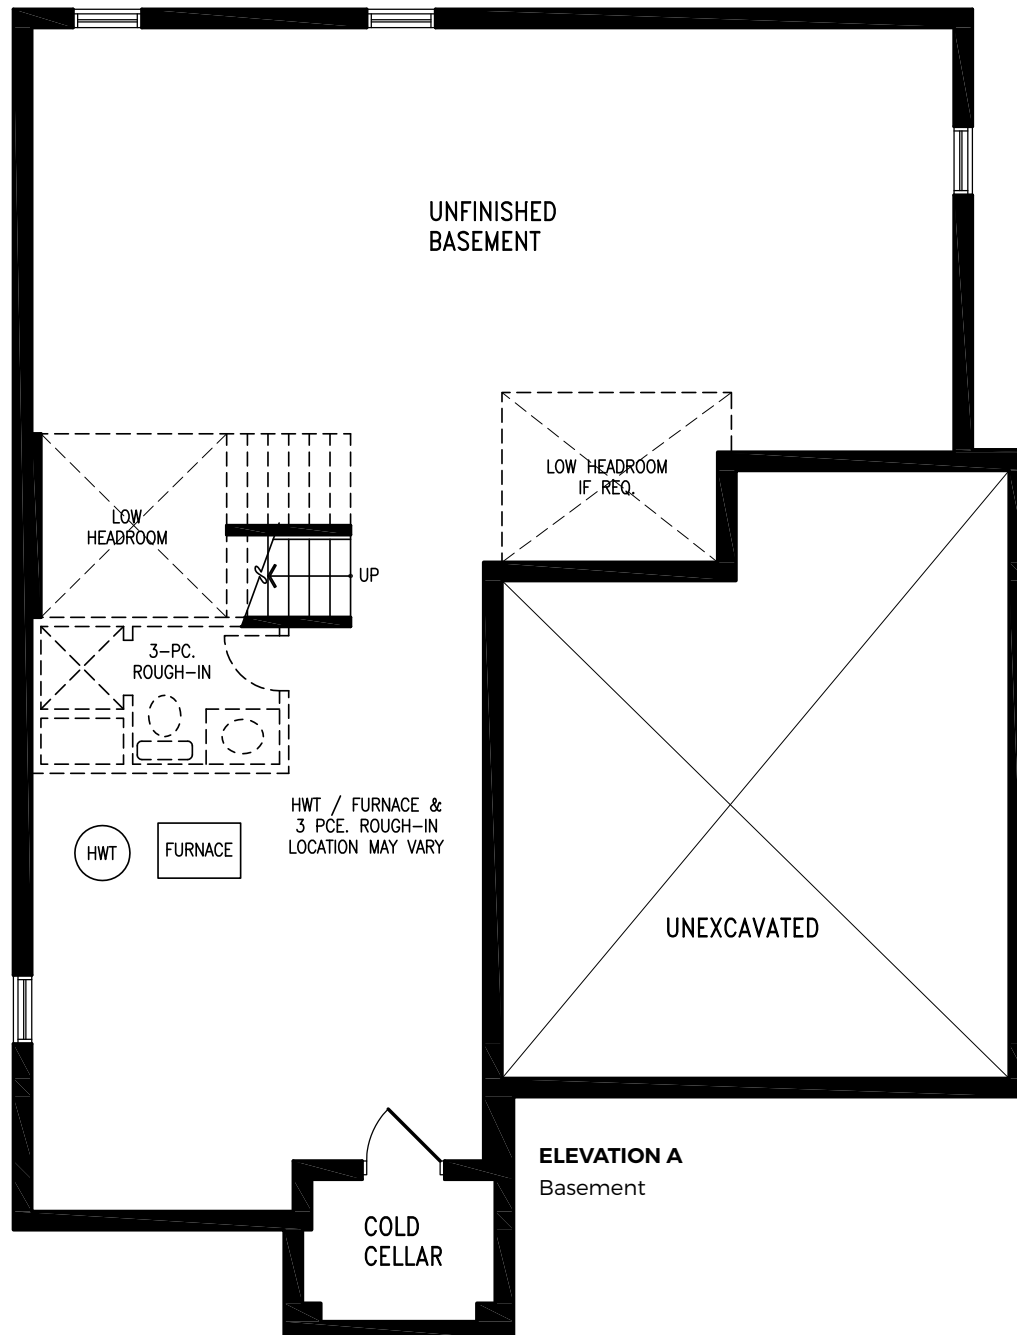 UNFINISHED
BASEMENT
LOW HEADROOM
IF REQ.
LOW
HEADROOM
UP
3-PC.
ROUGH-IN
HWT / FURNACE &
3 PCE. ROUGH-IN
LOCATION MAY VARY
HWT
FURNACE
UNEXCAVATED
ELEVATION A
Basement
COLD
CELLAR